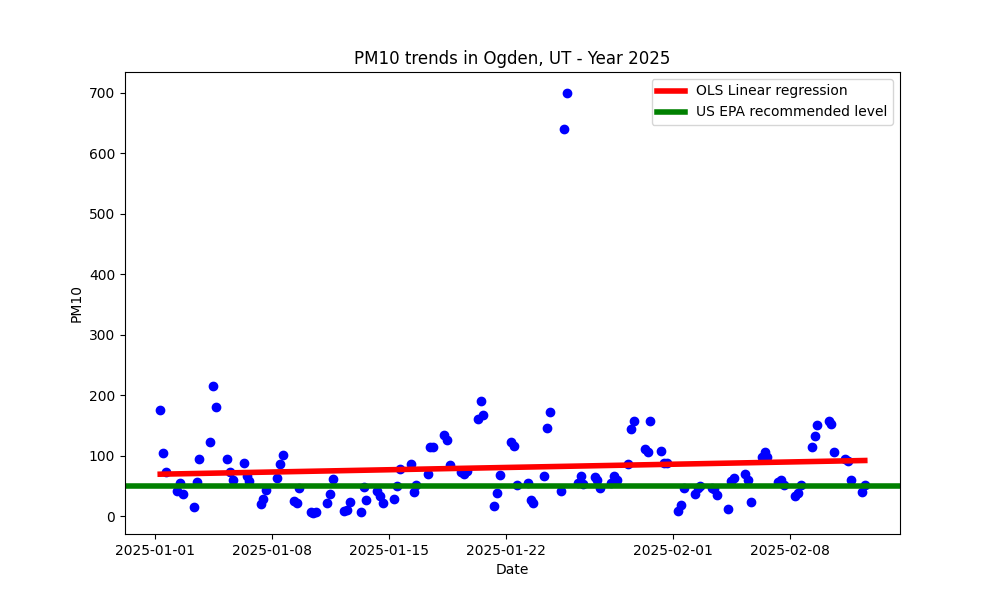 PM10 trends in Ogden, UT - Year 2025
OLS Linear regression
US EPA recommended level
PM10
700
600
500
400
300
200
100
0
2025-01-01
2025-01-08
2025-01-15
2025-01-22
2025-02-01
2025-02-08
Date